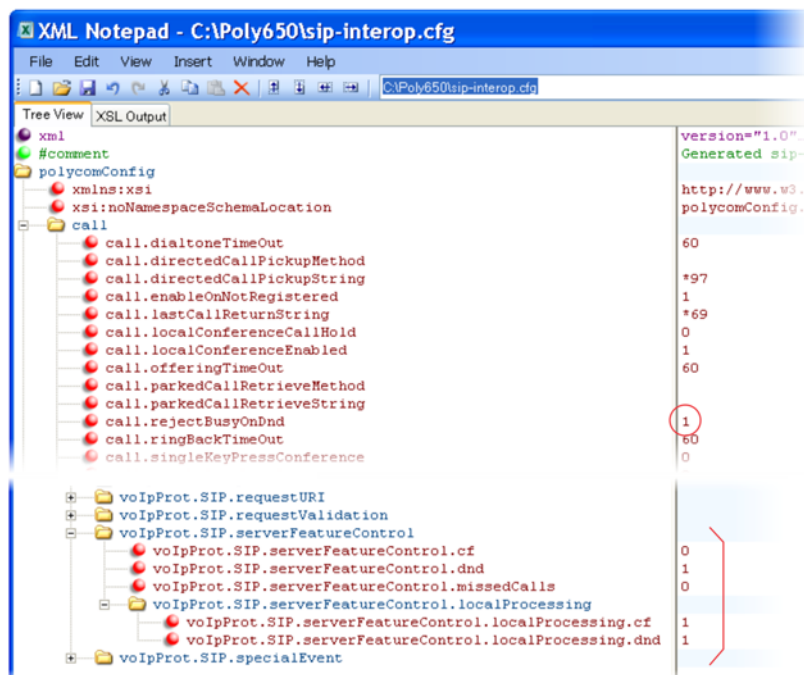 XML Notepad - C:\Poly650\sip-interop.cfg
File Edit View Insert Window Help
C:\Poly650\sip-interop.cfg
Tree View XSL Output
xml version="1.0"
#comment Generated sip-
polycomConfig
xmlns:xsi http://www.w3.
xsi:noNamespaceSchemaLocation polycomConfig.
call
call.dialtoneTimeOut 60
call.directedCallPickupMethod
call.directedCallPickupString *97
call.enableOnNotRegistered 1
call.lastCallReturnString *69
call.localConferenceCallHold 0
call.localConferenceEnabled 1
call.offeringTimeOut 60
call.parkedCallRetrieveMethod
call.parkedCallRetrieveString
call.rejectBusyOnDnd 1
call.ringBackTimeOut 60
call.singleKeyPressConference 0
voIpProt.SIP.requestURI
voIpProt.SIP.requestValidation
voIpProt.SIP.serverFeatureControl
voIpProt.SIP.serverFeatureControl.cf 0
voIpProt.SIP.serverFeatureControl.dnd 1
voIpProt.SIP.serverFeatureControl.missedCalls 0
voIpProt.SIP.serverFeatureControl.localProcessing
voIpProt.SIP.serverFeatureControl.localProcessing.cf 1
voIpProt.SIP.serverFeatureControl.localProcessing.dnd 1
voIpProt.SIP.specialEvent